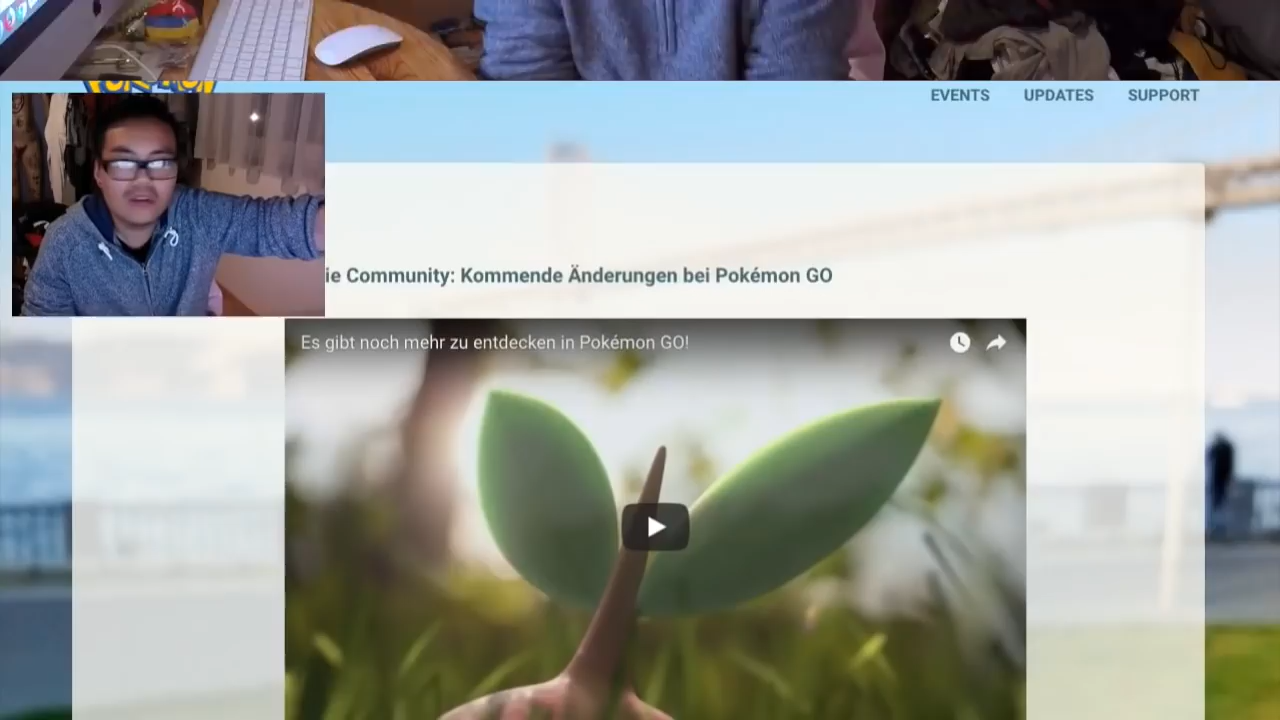 EVENTS UPDATES SUPPORT
ie Community: Kommende Änderungen bei Pokémon GO
Es gibt noch mehr zu entdecken in Pokémon GO!